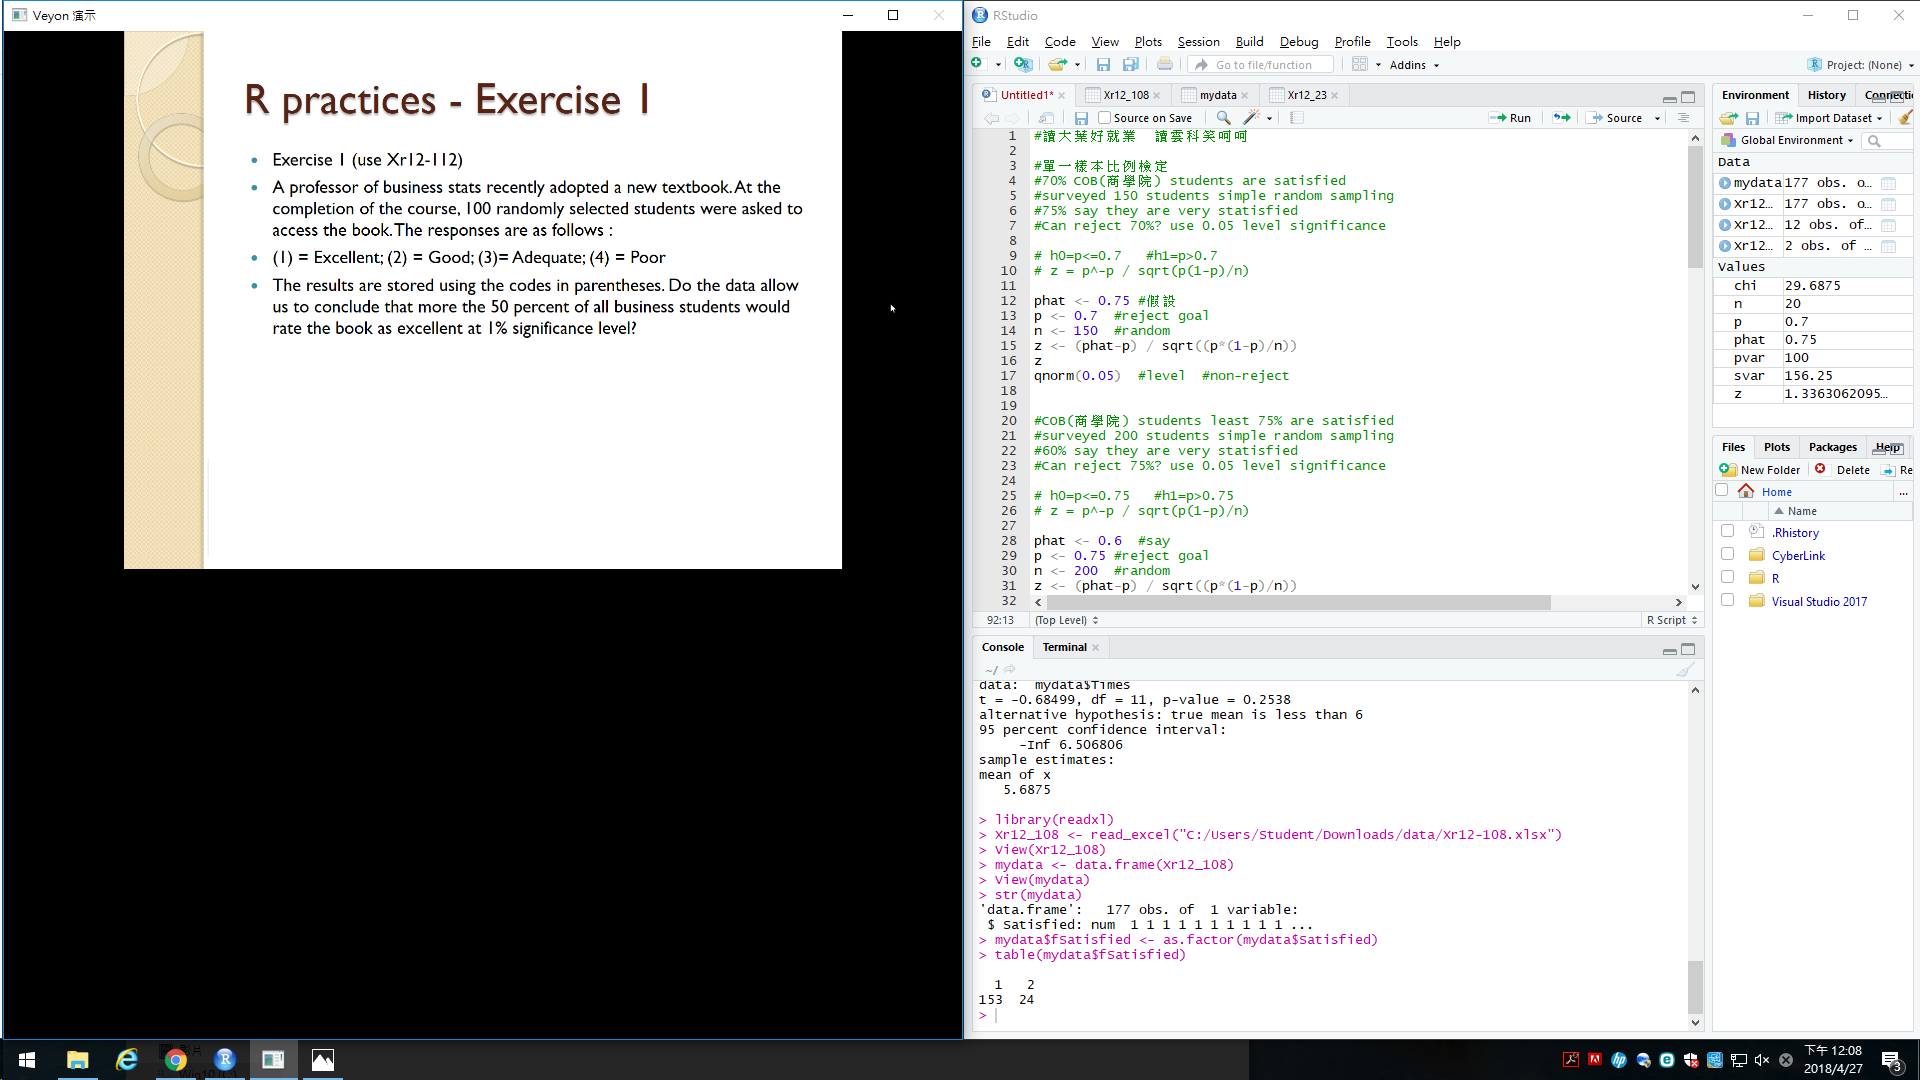 Veyon 演示
R practices - Exercise 1
Exercise 1 (use Xr12-112)
A professor of business stats recently adopted a new textbook. At the
completion of the course, 100 randomly selected students were asked to
access the book. The responses are as follows :
(1) = Excellent; (2) = Good; (3)= Adequate; (4) = Poor
The results are stored using the codes in parentheses. Do the data allow
us to conclude that more the 50 percent of all business students would
rate the book as excellent at 1% significance level?
RStudio
File Edit Code View Plots Session Build Debug Profile Tools Help
Go to file/function
Addins
Project: (None)
Untitled1* Xr12_108 mydata Xr12_23
Source on Save Run Source
1 #讀大葉好就業 讀雲科笑呵呵
2
3 #單一樣本比例檢定
4 #70% COB(商學院) students are satisfied
5 #surveyed 150 students simple random sampling
6 #75% say they are very statisfied
7 #Can reject 70%? use 0.05 level significance
8
9 # h0=p<=0.7 #h1=p>0.7
10 # z = p^-p / sqrt(p(1-p)/n)
11
12 phat <- 0.75 #假設
13 p <- 0.7 #reject goal
14 n <- 150 #random
15 z <- (phat-p) / sqrt((p*(1-p)/n))
16 z
17 qnorm(0.05) #level #non-reject
18
19
20 #COB(商學院) students least 75% are satisfied
21 #surveyed 200 students simple random sampling
22 #60% say they are very statisfied
23 #Can reject 75%? use 0.05 level significance
24
25 # h0=p<=0.75 #h1=p>0.75
26 # z = p^-p / sqrt(p(1-p)/n)
27
28 phat <- 0.6 #say
29 p <- 0.75 #reject goal
30 n <- 200 #random
31 z <- (phat-p) / sqrt((p*(1-p)/n))
32
92:13 (Top Level) R Script
Console Terminal
~/
data: mydata$Times
t = -0.68499, df = 11, p-value = 0.2538
alternative hypothesis: true mean is less than 6
95 percent confidence interval:
-Inf 6.506806
sample estimates:
mean of x
5.6875
> library(readxl)
> Xr12_108 <- read_excel("C:/Users/Student/Downloads/data/Xr12-108.xlsx")
> View(Xr12_108)
> mydata <- data.frame(Xr12_108)
> View(mydata)
> str(mydata)
'data.frame': 177 obs. of 1 variable:
$ Satisfied: num 1 1 1 1 1 1 1 1 1 1 ...
> mydata$fSatisfied <- as.factor(mydata$Satisfied)
> table(mydata$fSatisfied)
1 2
153 24
>
Environment History
Import Dataset
Global Environment
Data
mydata 177 obs. o…
Xr12… 177 obs. o…
Xr12… 12 obs. of…
Xr12… 2 obs. of …
Values
chi 29.6875
n 20
p 0.7
phat 0.75
pvar 100
svar 156.25
z 1.3363062095…
Files Plots Packages Help
New Folder Delete Re
Home ...
Name
.Rhistory
CyberLink
R
Visual Studio 2017
下午 12:08
2018/4/27
3